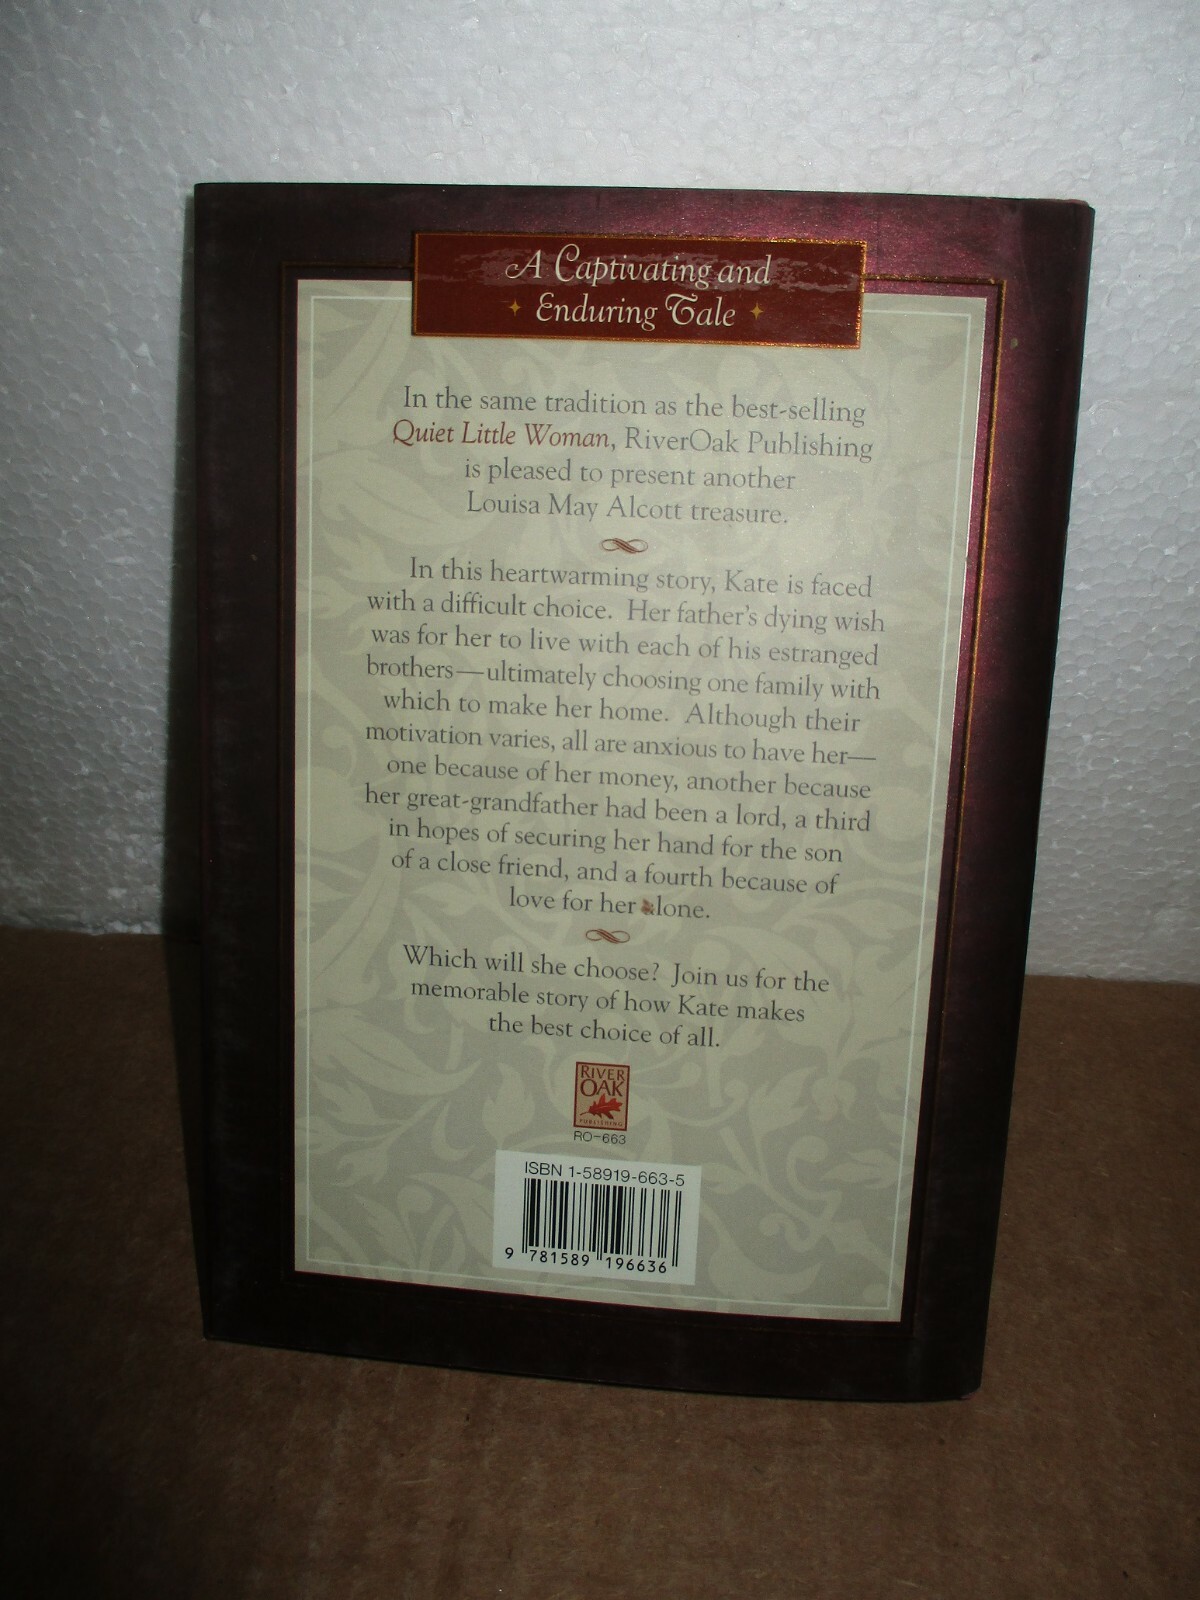 A Captivating and
Enduring Tale
In the same tradition as the best-selling
Quiet Little Woman, RiverOak Publishing
is pleased to present another
Louisa May Alcott treasure.
In this heartwarming story, Kate is faced
with a difficult choice. Her father's dying wish
was for her to live with each of his estranged
brothers—ultimately choosing one family with
which to make her home. Although their
motivation varies, all are anxious to have her—
one because of her money, another because
her great-grandfather had been a lord, a third
in hopes of securing her hand for the son
of a close friend, and a fourth because of
love for her alone.
Which will she choose? Join us for the
memorable story of how Kate makes
the best choice of all.
RIVER
OAK
PUBLISHING
RO-663
ISBN 1-58919-663-5
9 781589 196636